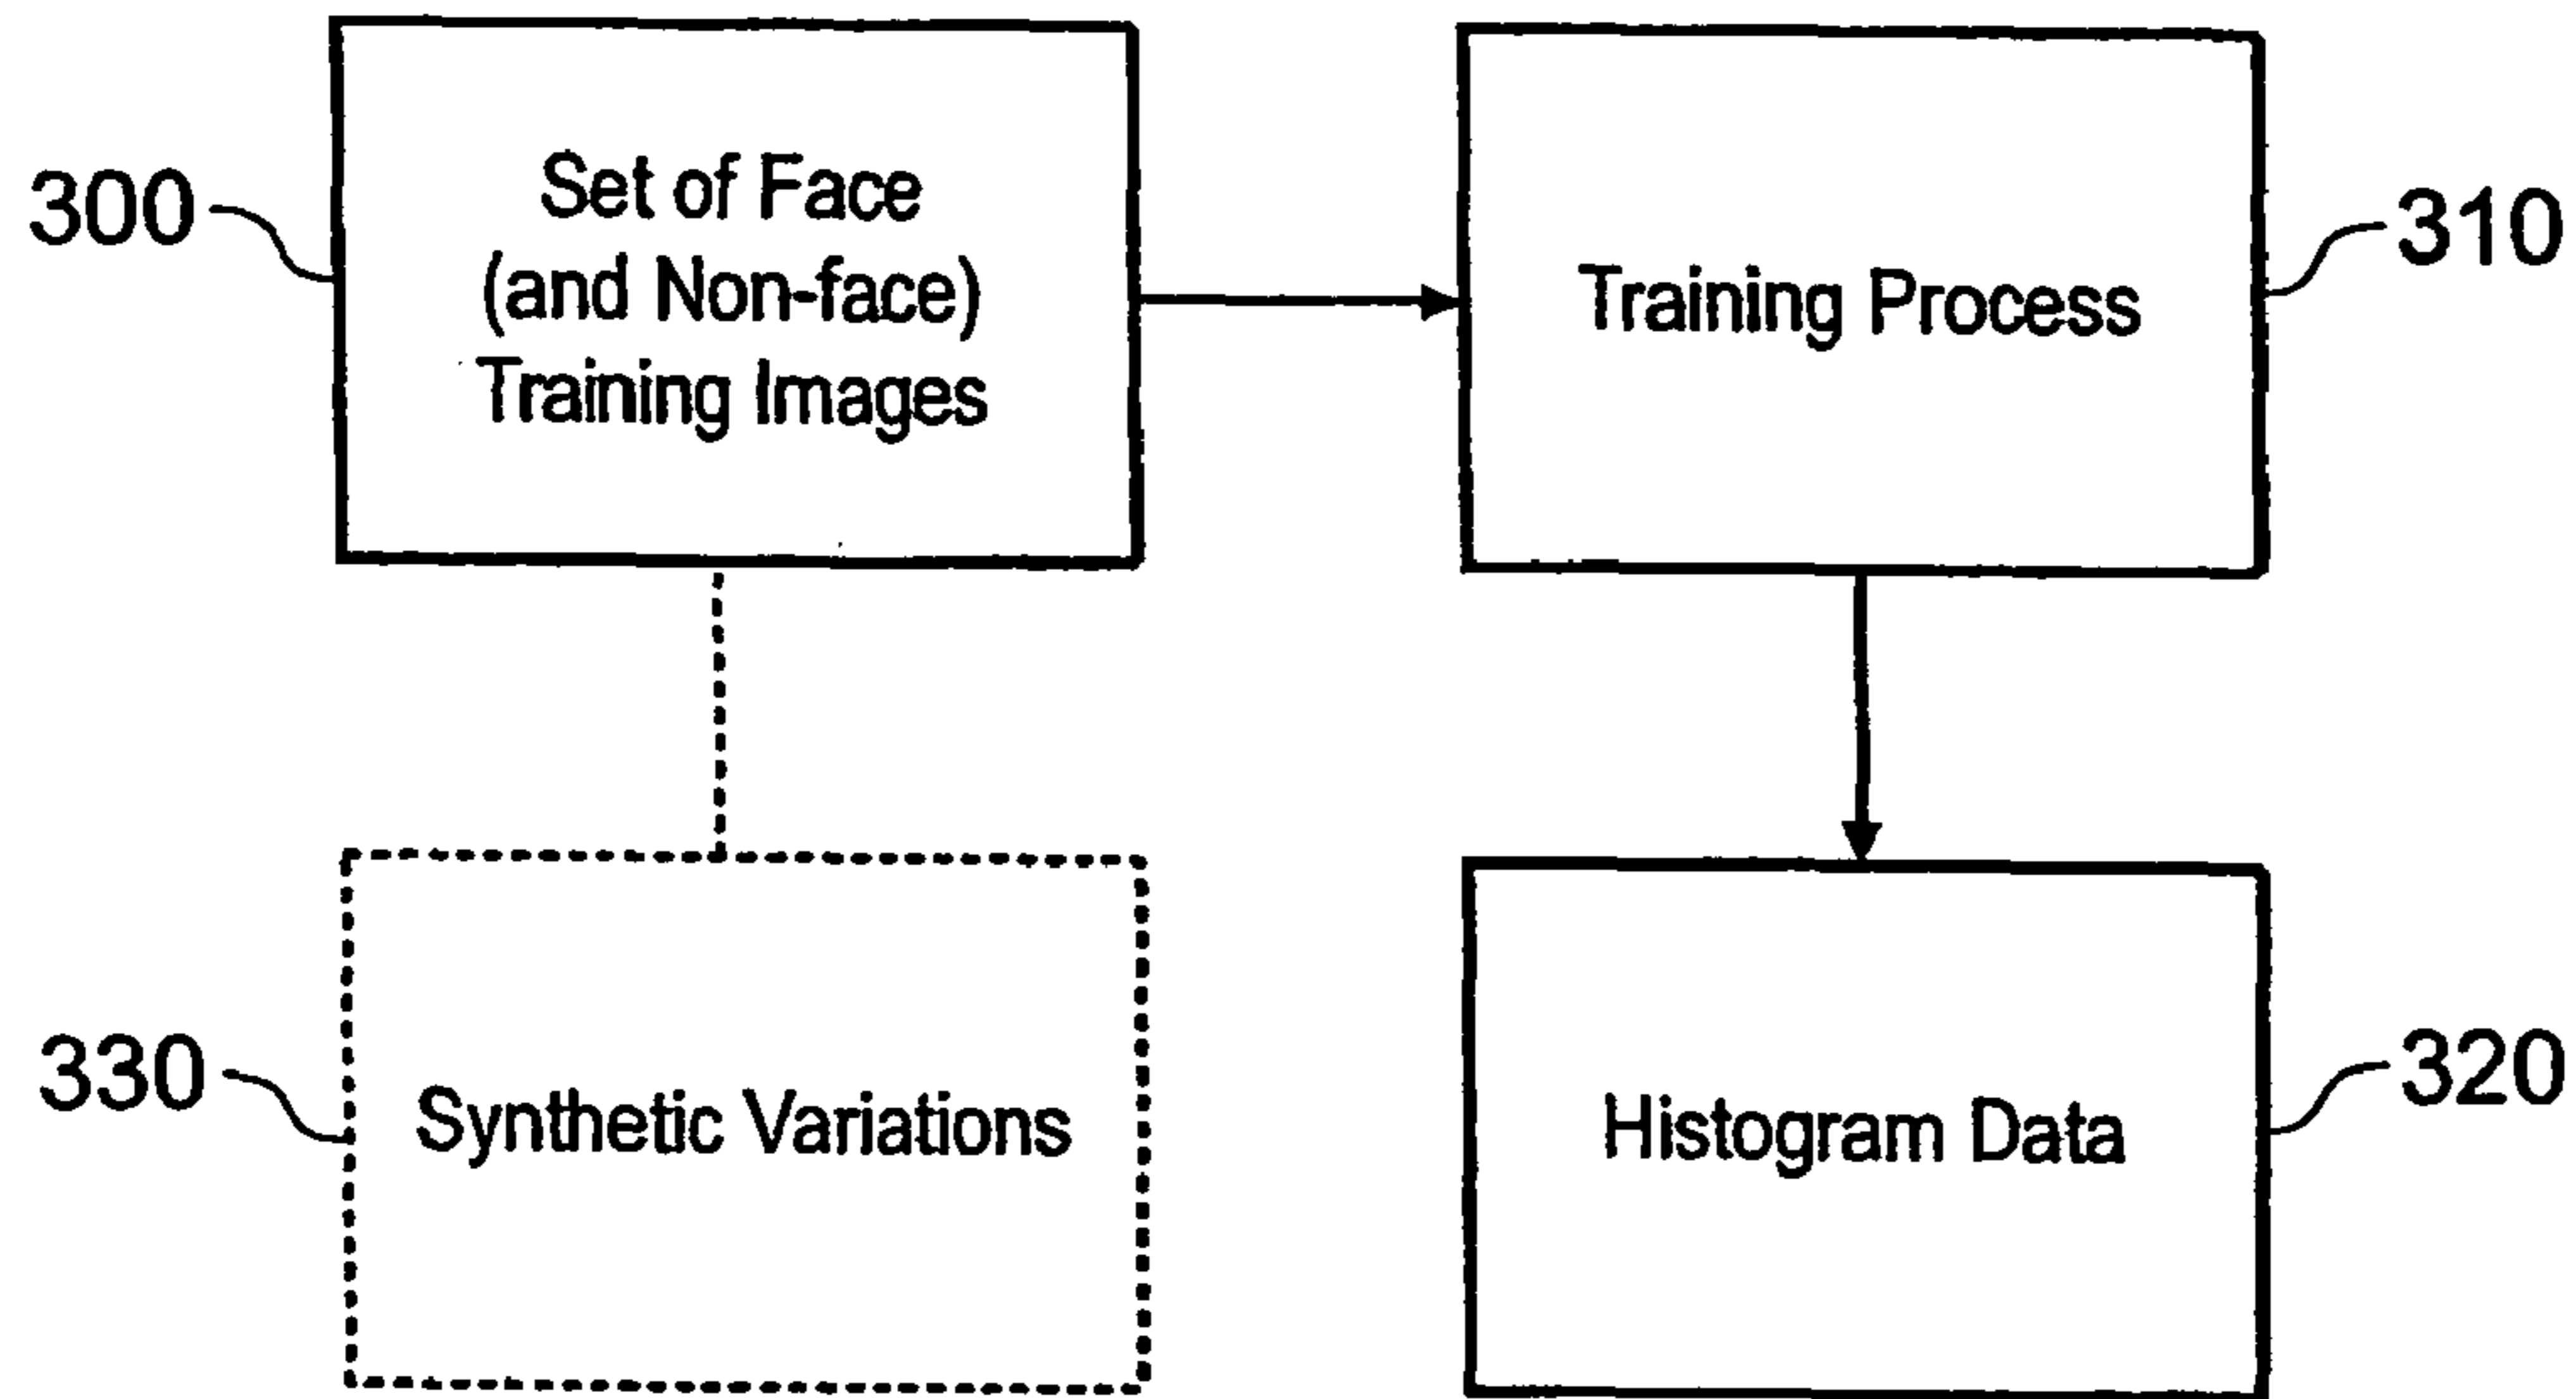 300
Set of Face
(and Non-face)
Training Images
Training Process
310
330
Synthetic Variations
Histogram Data
320